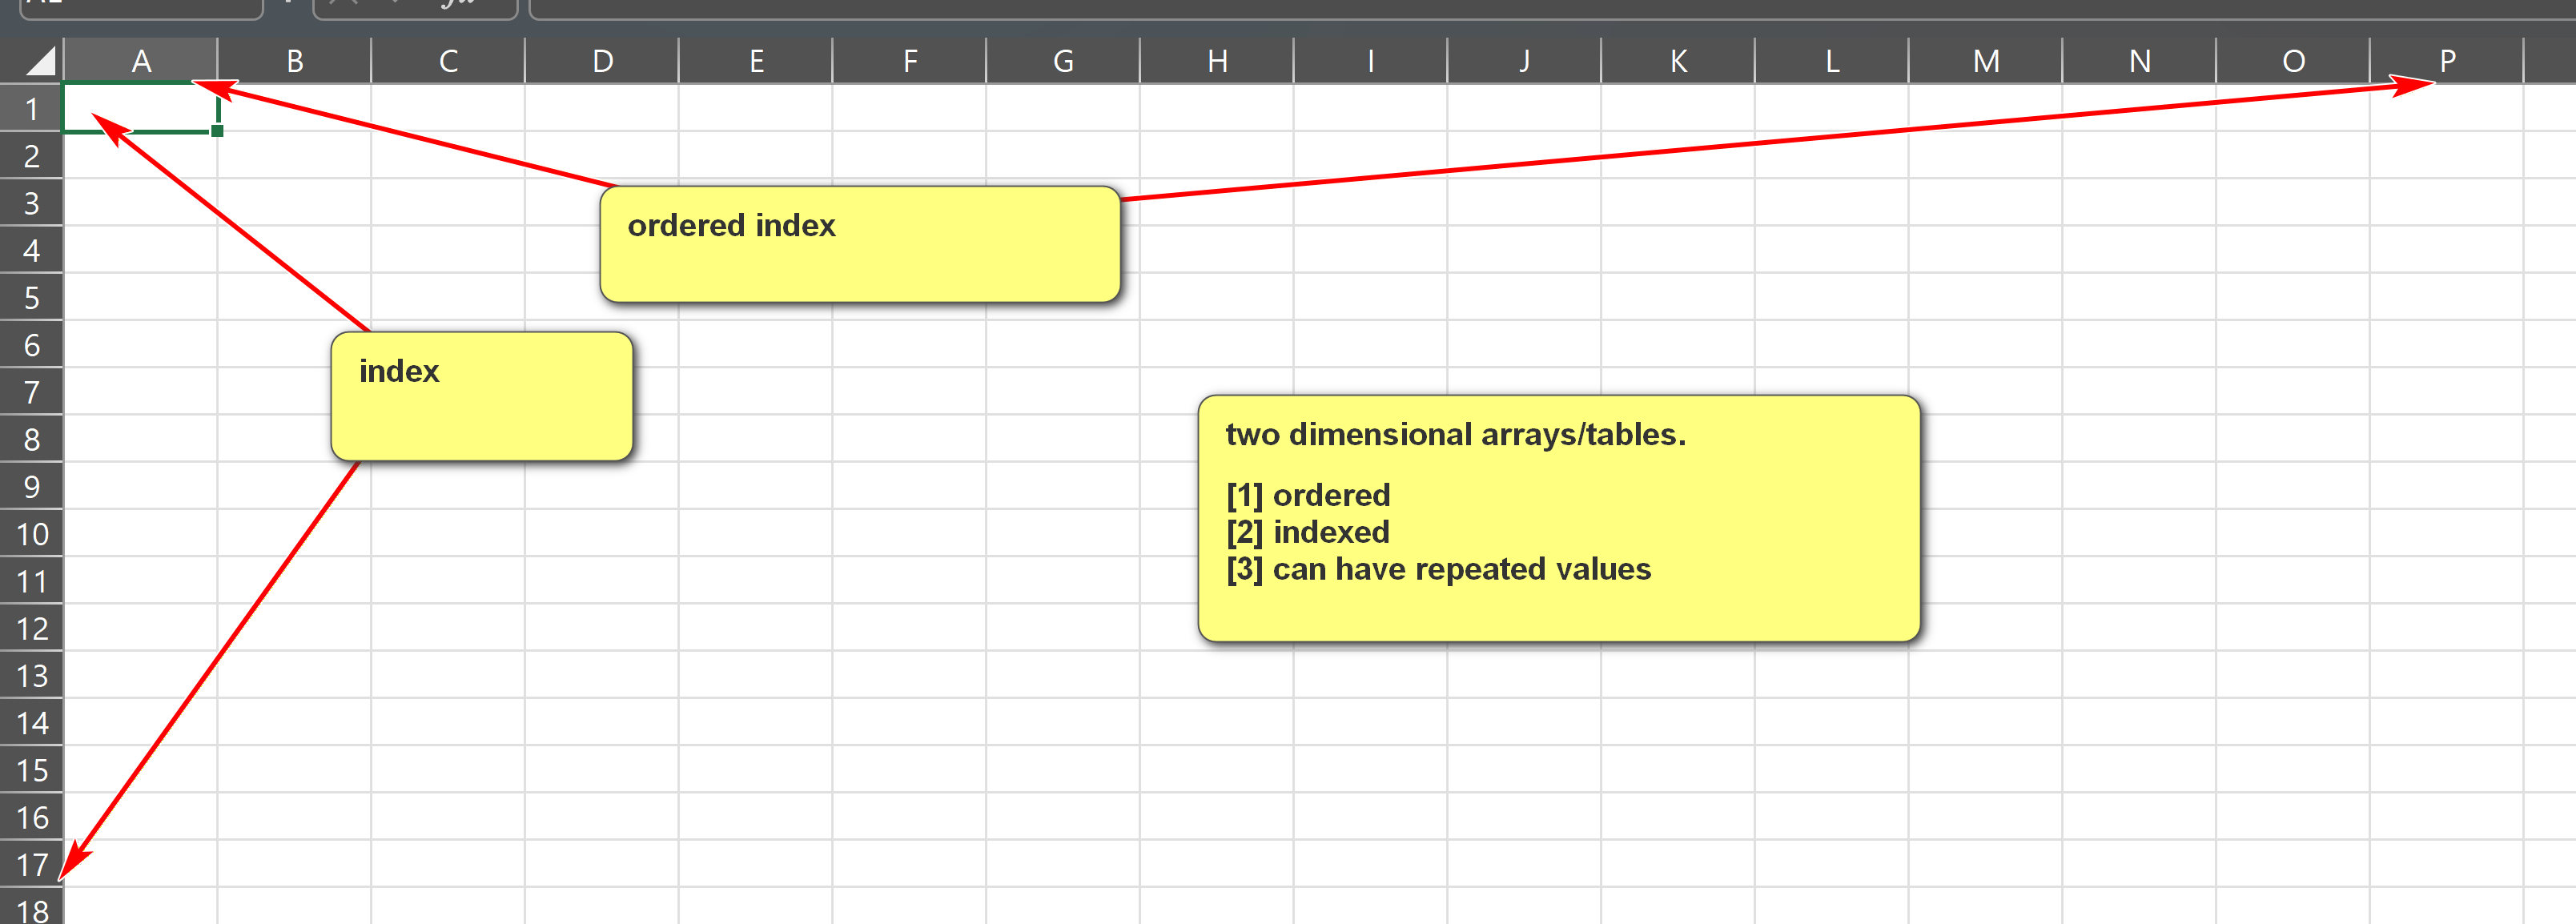 A B C D E F G H I J K L M N O P
1
2
3
ordered index
4
5
6
index
7
8
two dimensional arrays/tables.
9
[1] ordered
10
[2] indexed
11
[3] can have repeated values
12
13
14
15
16
17
18